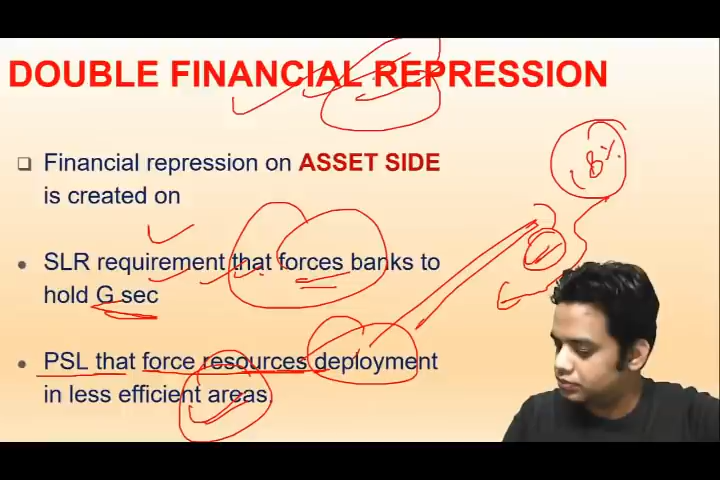 DOUBLE FINANCIAL REPRESSION
Financial repression on ASSET SIDE
is created on
SLR requirement that forces banks to
hold G sec
PSL that force resources deployment
in less efficient areas.
8%